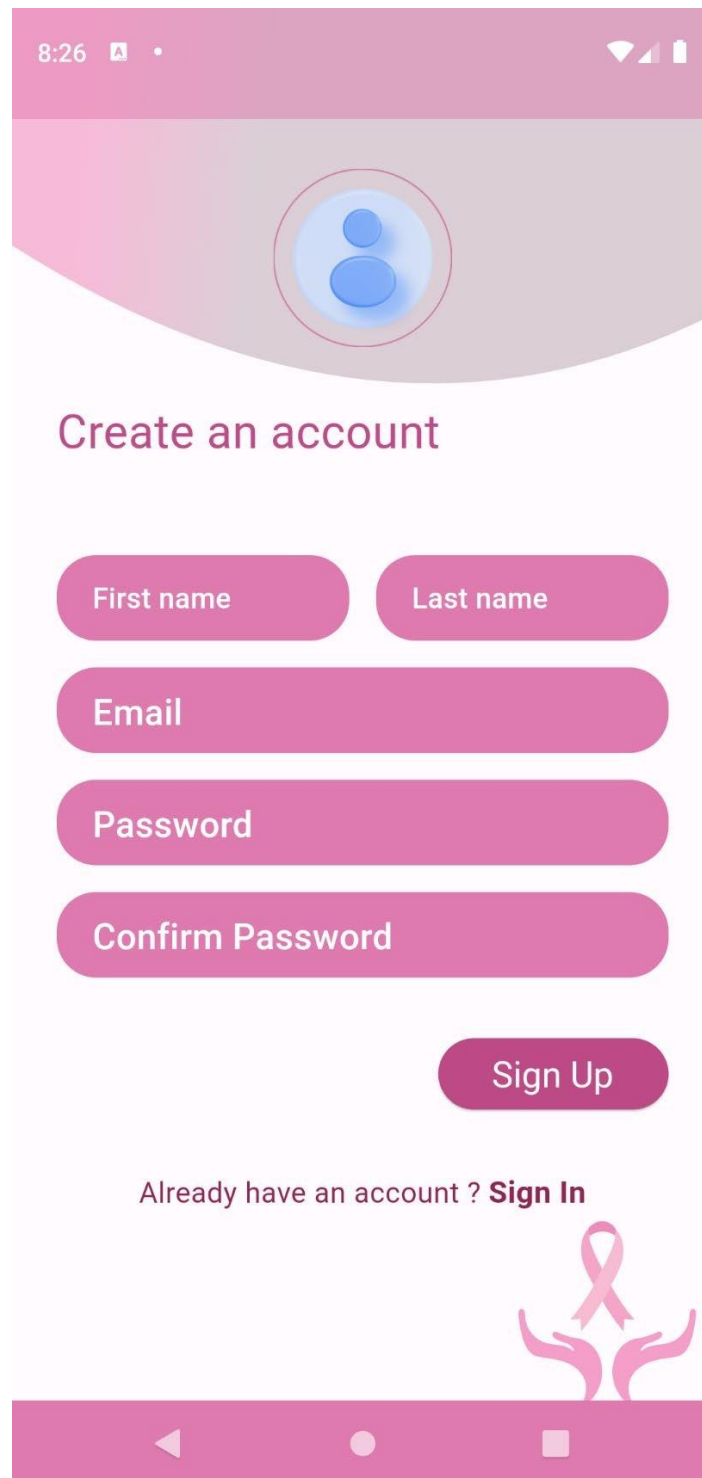 8:26
Create an account
First name Last name
Email
Password
Confirm Password
Sign Up
Already have an account ? Sign In